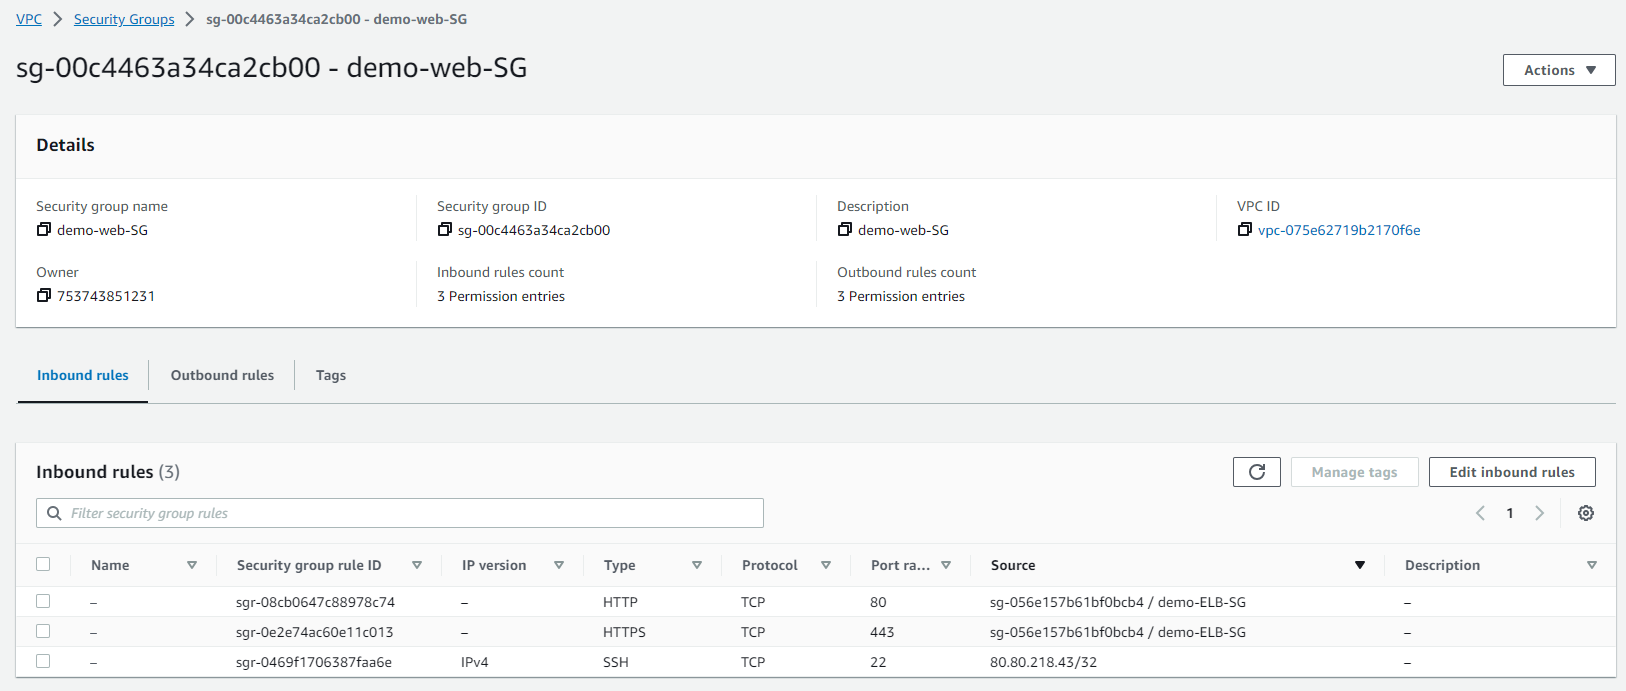 VPC > Security Groups > sg-00c4463a34ca2cb00 - demo-web-SG
sg-00c4463a34ca2cb00 - demo-web-SG
Actions
Details
Security group name Security group ID Description VPC ID
demo-web-SG sg-00c4463a34ca2cb00 demo-web-SG vpc-075e62719b2170f6e
Owner Inbound rules count Outbound rules count
753743851231 3 Permission entries 3 Permission entries
Inbound rules Outbound rules Tags
Inbound rules (3) Manage tags Edit inbound rules
Filter security group rules 1
Name Security group rule ID IP version Type Protocol Port ra... Source Description
– sgr-08cb0647c88978c74 – HTTP TCP 80 sg-056e157b61bf0bcb4 / demo-ELB-SG –
– sgr-0e2e74ac60e11c013 – HTTPS TCP 443 sg-056e157b61bf0bcb4 / demo-ELB-SG –
– sgr-0469f1706387faa6e IPv4 SSH TCP 22 80.80.218.43/32 –